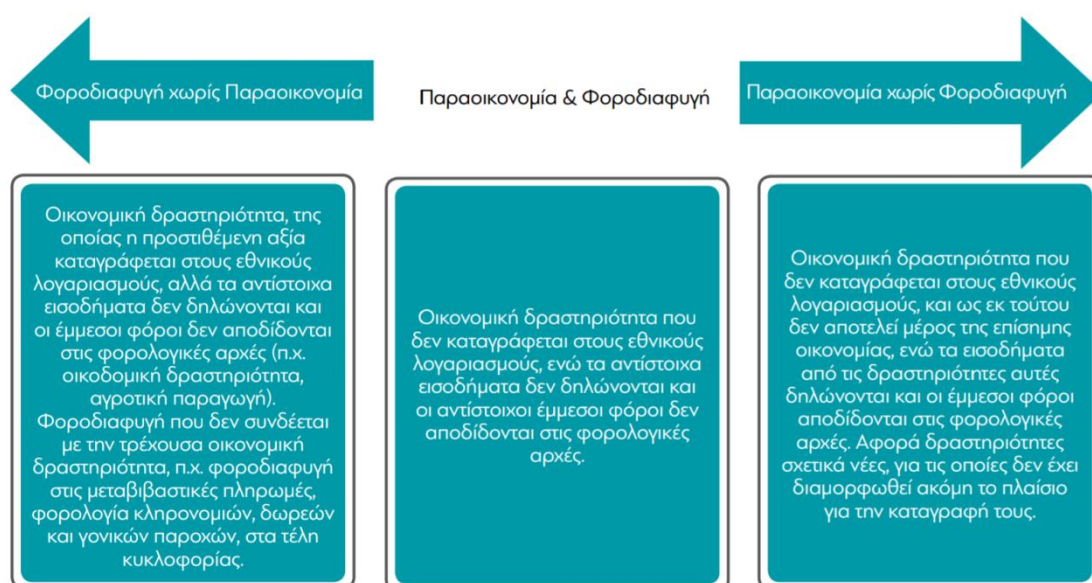 Φοροδιαφυγή χωρίς Παραοικονομία
Παραοικονομία & Φοροδιαφυγή
Παραοικονομία χωρίς Φοροδιαφυγή
Οικονομική δραστηριότητα, της
οποίας η προστιθέμενη αξία
καταγράφεται στους εθνικούς
λογαριασμούς, αλλά τα αντίστοιχα
εισοδήματα δεν δηλώνονται και
οι έμμεσοι φόροι δεν αποδίδονται
στις φορολογικές αρχές (π.χ.
οικοδομική δραστηριότητα,
αγροτική παραγωγή).
Φοροδιαφυγή που δεν συνδέεται
με την τρέχουσα οικονομική
δραστηριότητα, π.χ. φοροδιαφυγή
στις μεταβιβαστικές πληρωμές,
φορολογία κληρονομιών, δωρεών
και γονικών παροχών, στα τέλη
κυκλοφορίας.
Οικονομική δραστηριότητα που
δεν καταγράφεται στους εθνικούς
λογαριασμούς, ενώ τα αντίστοιχα
εισοδήματα δεν δηλώνονται και
οι αντίστοιχοι έμμεσοι φόροι δεν
αποδίδονται στις φορολογικές
αρχές.
Οικονομική δραστηριότητα που
δεν καταγράφεται στους εθνικούς
λογαριασμούς, και ως εκ τούτου
δεν αποτελεί μέρος της επίσημης
οικονομίας, ενώ τα εισοδήματα
από τις δραστηριότητες αυτές
δηλώνονται και οι έμμεσοι φόροι
αποδίδονται στις φορολογικές
αρχές. Αφορά δραστηριότητες
σχετικά νέες, για τις οποίες δεν έχει
διαμορφωθεί ακόμη το πλαίσιο
για την καταγραφή τους.